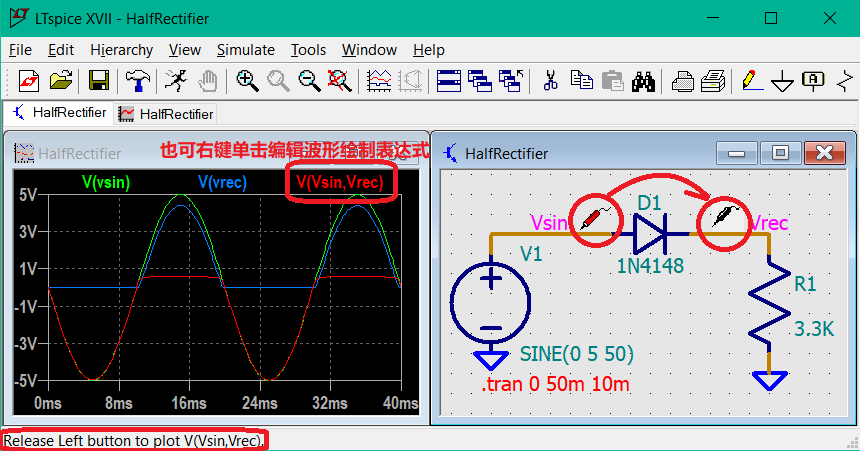 LTspice XVII - HalfRectifier
File Edit Hierarchy View Simulate Tools Window Help
HalfRectifier HalfRectifier
HalfRectifier
也可右键单击编辑波形绘制表达式
V(vsin) V(vrec) V(Vsin,Vrec)
5V
3V
1V
-1V
-3V
-5V
0ms 8ms 16ms 24ms 32ms 40ms
HalfRectifier
Vsin D1 Vrec
V1 1N4148
R1
3.3K
SINE(0 5 50)
.tran 0 50m 10m
Release Left button to plot V(Vsin,Vrec).